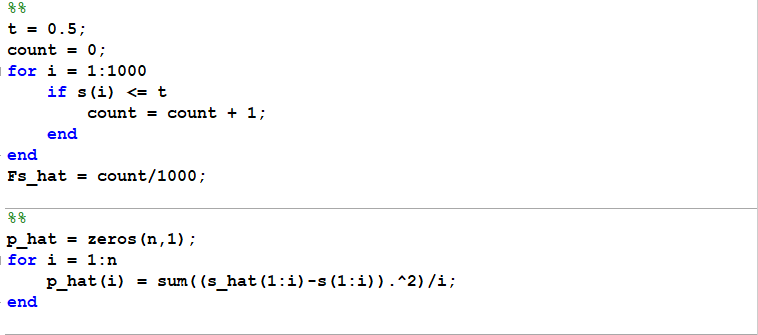 %%
t = 0.5;
count = 0;
for i = 1:1000
    if s(i) <= t
        count = count + 1;
    end
end
Fs_hat = count/1000;
%%
p_hat = zeros(n,1);
for i = 1:n
    p_hat(i) = sum((s_hat(1:i)-s(1:i)).^2)/i;
end